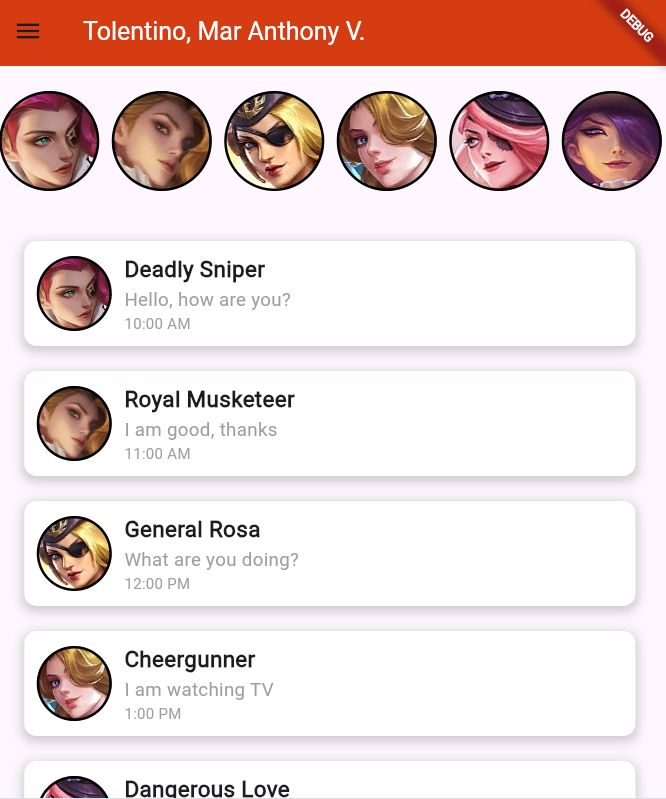 Tolentino, Mar Anthony V.
DEBUG
Deadly Sniper
Hello, how are you?
10:00 AM
Royal Musketeer
I am good, thanks
11:00 AM
General Rosa
What are you doing?
12:00 PM
Cheergunner
I am watching TV
1:00 PM
Dangerous Love